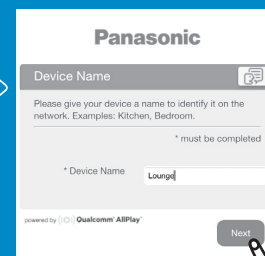 Panasonic
Device Name
Please give your device a name to identify it on the
network. Examples: Kitchen, Bedroom.
* must be completed
* Device Name
Lounge
powered by Qualcomm® AllPlay™
Next